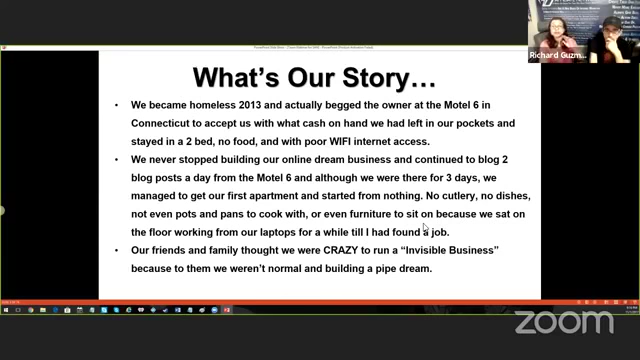 Richard Guzm...
What's Our Story...
• We became homeless 2013 and actually begged the owner at the Motel 6 in
Connecticut to accept us with what cash on hand we had left in our pockets and
stayed in a 2 bed, no food, and with poor WIFI internet access.
• We never stopped building our online dream business and continued to blog 2
blog posts a day from the Motel 6 and although we were there for 3 days, we
managed to get our first apartment and started from nothing. No cutlery, no dishes,
not even pots and pans to cook with, or even furniture to sit on because we sat on
the floor working from our laptops for a while till I had found a job.
• Our friends and family thought we were CRAZY to run a “Invisible Business”
because to them we weren't normal and building a pipe dream.
zoom